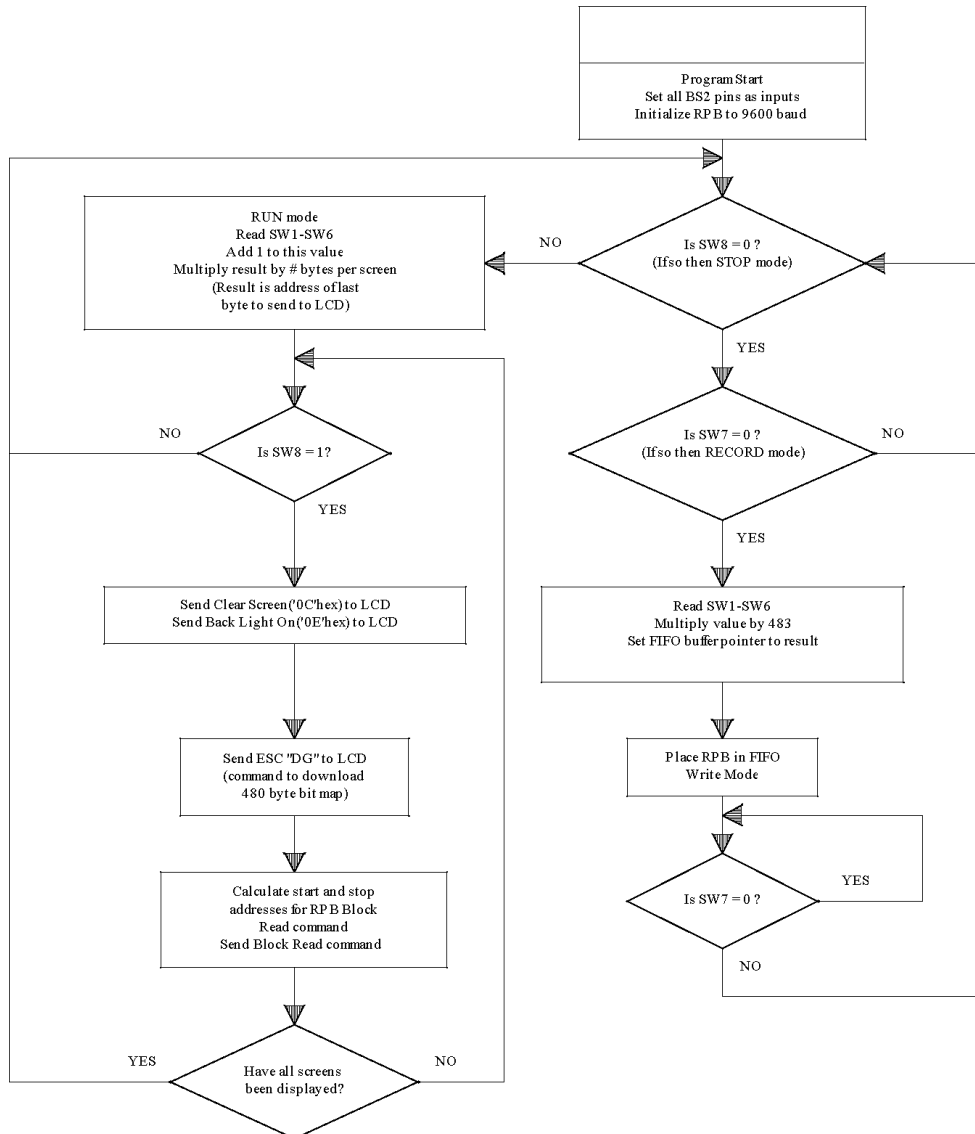 Program Start
Set all BS2 pins as inputs
Initialize RPB to 9600 baud
RUN mode
Read SW1-SW6
Add 1 to this value
Multiply result by # bytes per screen
(Result is address of last
byte to send to LCD)
NO
Is SW8 = 0 ?
(If so then STOP mode)
YES
Is SW7 = 0 ?
(If so then RECORD mode)
NO
YES
NO
Is SW8 = 1?
YES
Send Clear Screen('0C'hex) to LCD
Send Back Light On('0E'hex) to LCD
Read SW1-SW6
Multiply value by 483
Set FIFO buffer pointer to result
Send ESC "DG" to LCD
(command to download
480 byte bit map)
Place RPB in FIFO
Write Mode
Calculate start and stop
addresses for RPB Block
Read command
Send Block Read command
Is SW7 = 0 ?
YES
NO
YES
Have all screens
been displayed?
NO